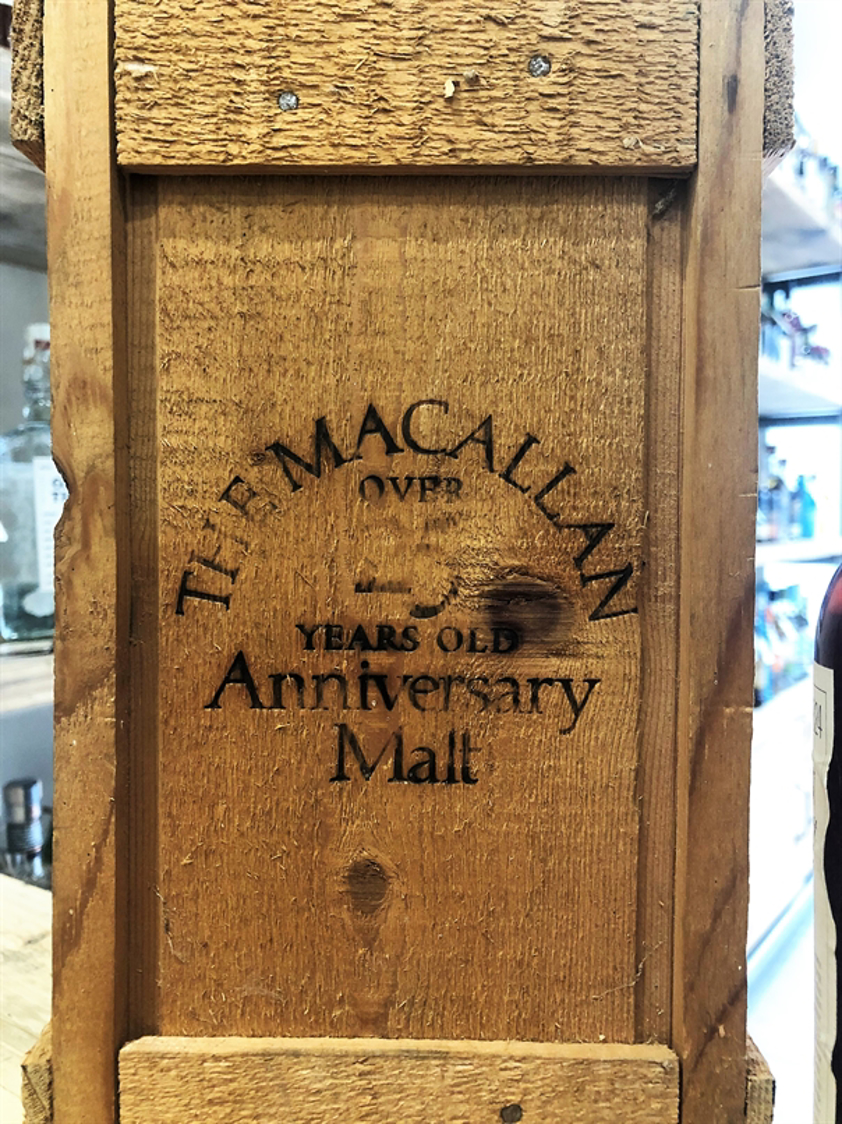 THE MACALLAN
OVER
YEARS OLD
Anniversary
Malt